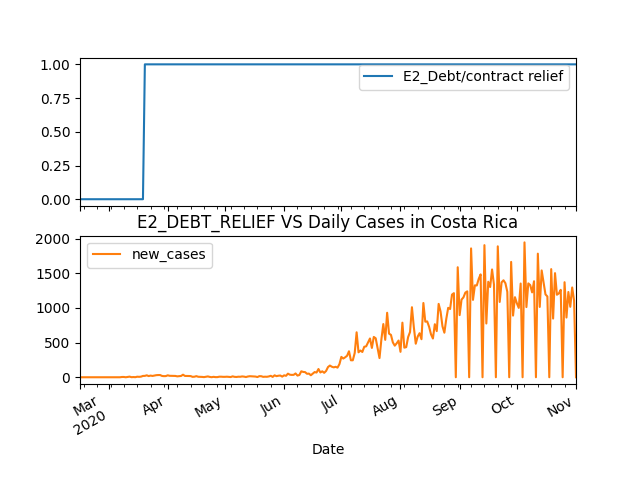 1.00
0.75
0.50
0.25
0.00
E2_Debt/contract relief
E2_DEBT_RELIEF VS Daily Cases in Costa Rica
2000
1500
1000
500
0
new_cases
Mar
2020
Apr
May
Jun
Jul
Aug
Sep
Oct
Nov
Date